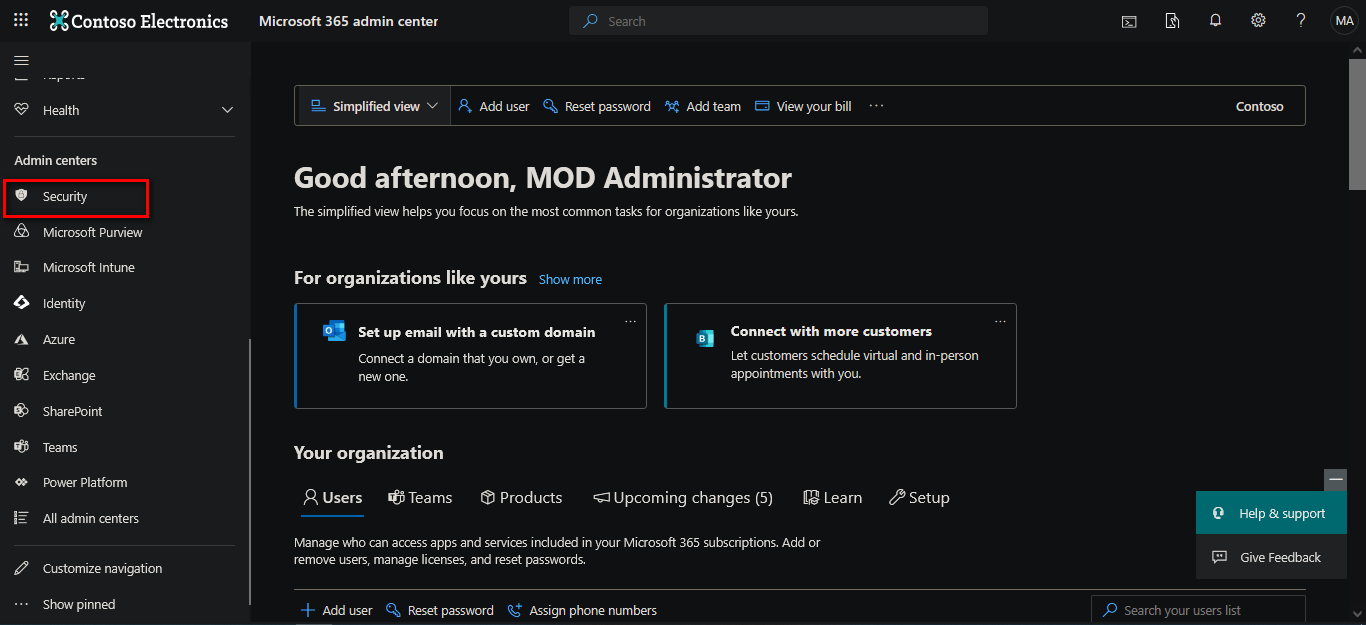 Contoso Electronics
Microsoft 365 admin center
Search
MA
Health
Admin centers
Security
Microsoft Purview
Microsoft Intune
Identity
Azure
Exchange
SharePoint
Teams
Power Platform
All admin centers
Customize navigation
Show pinned
Simplified view
Add user
Reset password
Add team
View your bill
Contoso
Good afternoon, MOD Administrator
The simplified view helps you focus on the most common tasks for organizations like yours.
For organizations like yours Show more
Set up email with a custom domain
Connect a domain that you own, or get a
new one.
Connect with more customers
Let customers schedule virtual and in-person
appointments with you.
Your organization
Users
Teams
Products
Upcoming changes (5)
Learn
Setup
Manage who can access apps and services included in your Microsoft 365 subscriptions. Add or
remove users, manage licenses, and reset passwords.
Add user
Reset password
Assign phone numbers
Search your users list
Help & support
Give Feedback